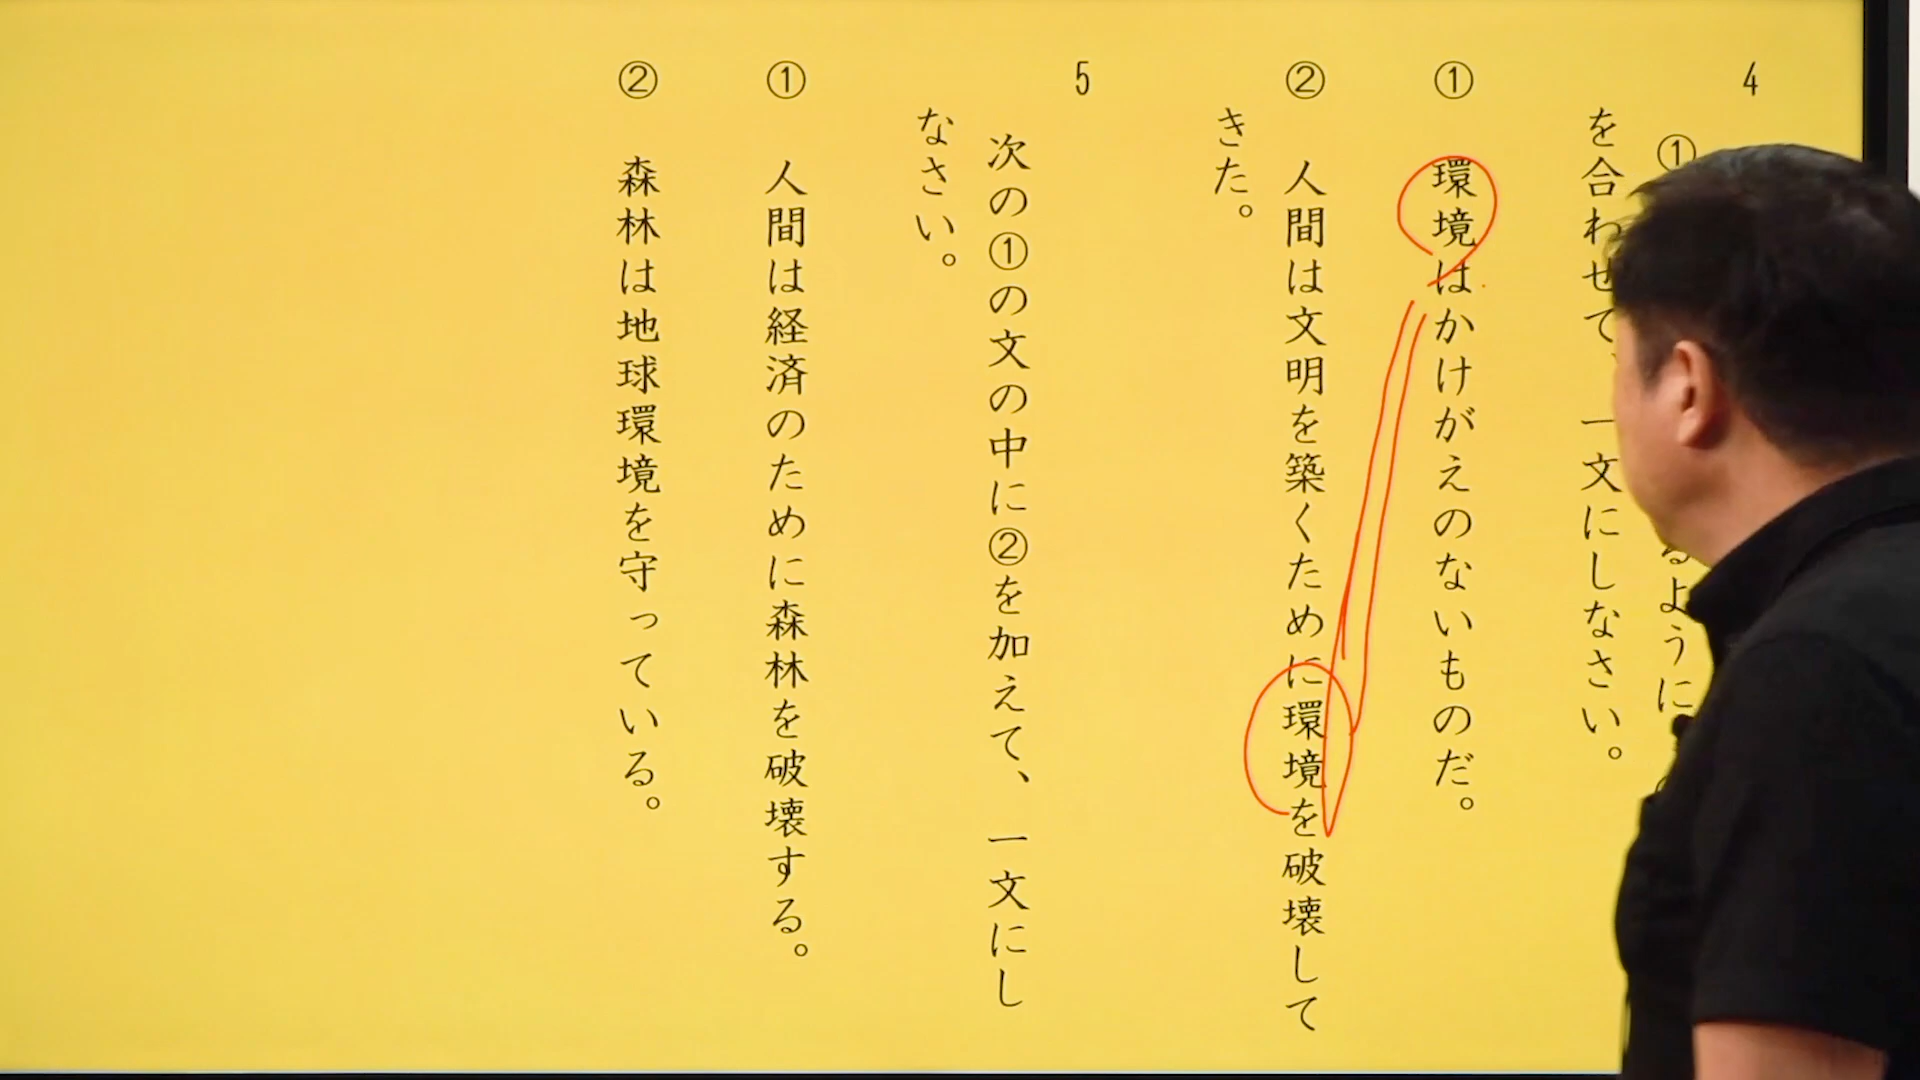 4
①
るように
を合わせて、一文にしなさい。
① 環境はかけがえのないものだ。
② 人間は文明を築くために環境を破壊して
きた。
5
次の①の文の中に②を加えて、一文にし
なさい。
① 人間は経済のために森林を破壊する。
② 森林は地球環境を守っている。